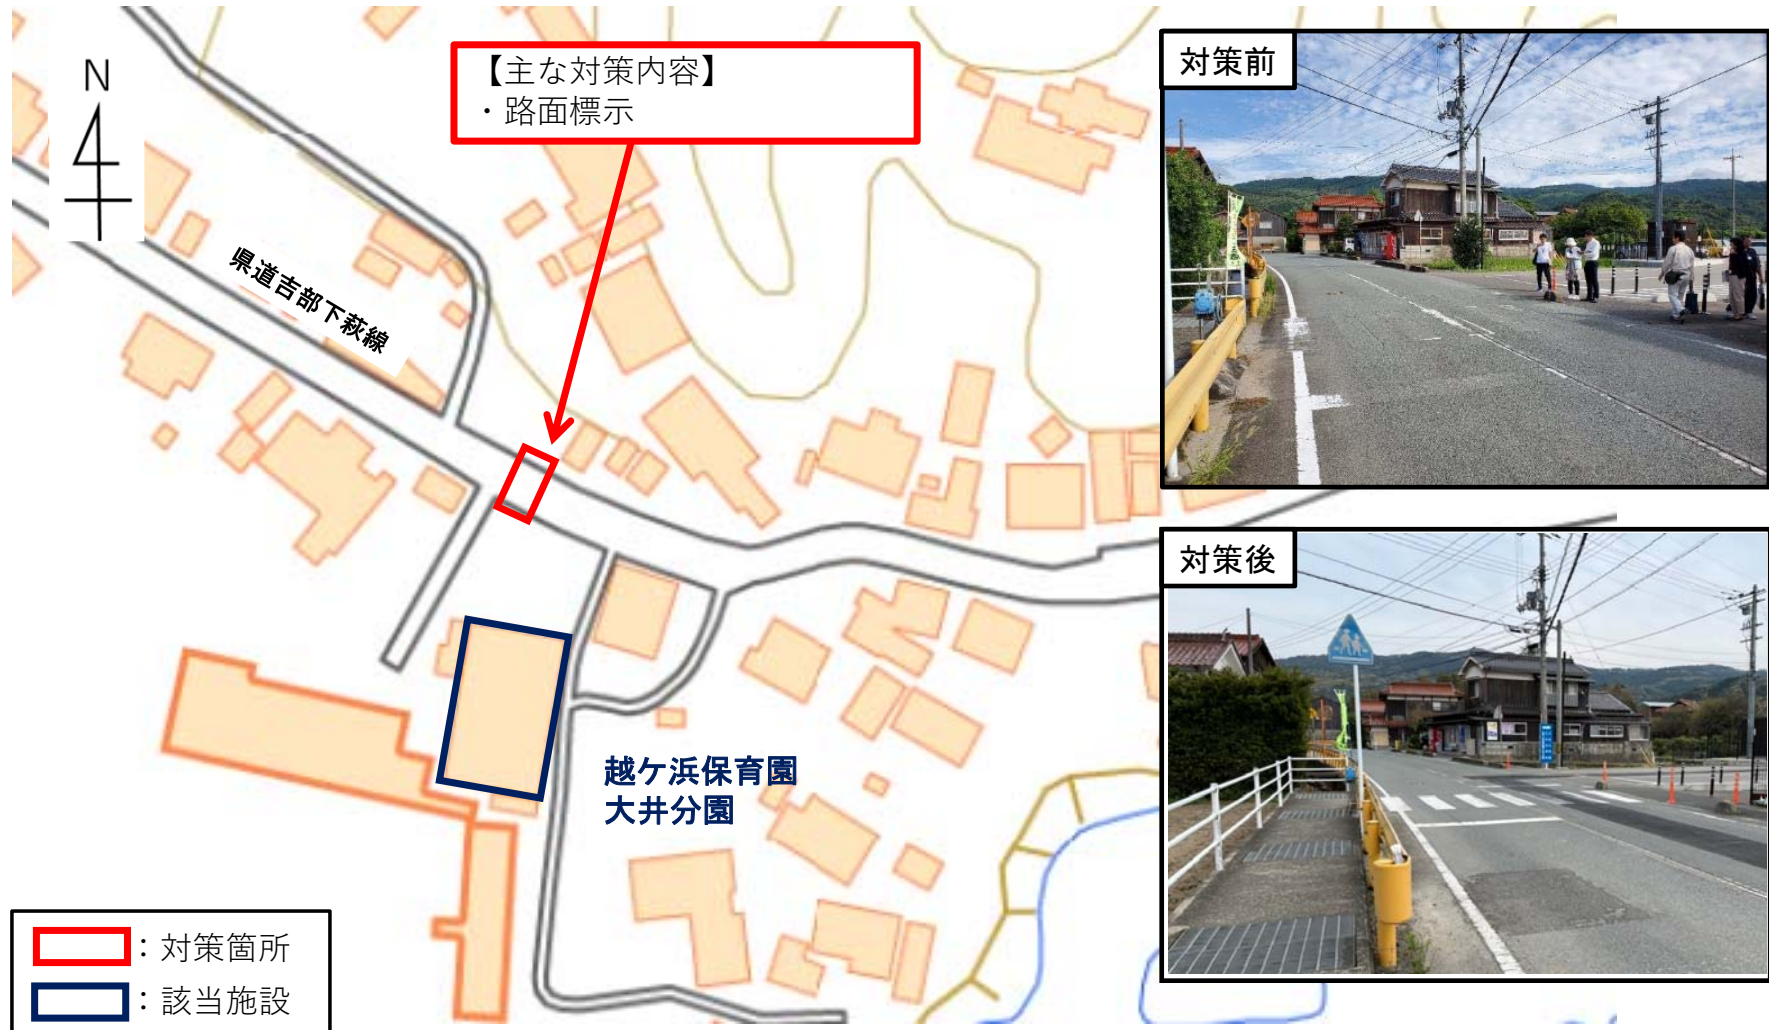 N
【主な対策内容】
・路面標示
県道吉部下萩線
越ケ浜保育園
大井分園
：対策箇所
：該当施設
対策前
対策後